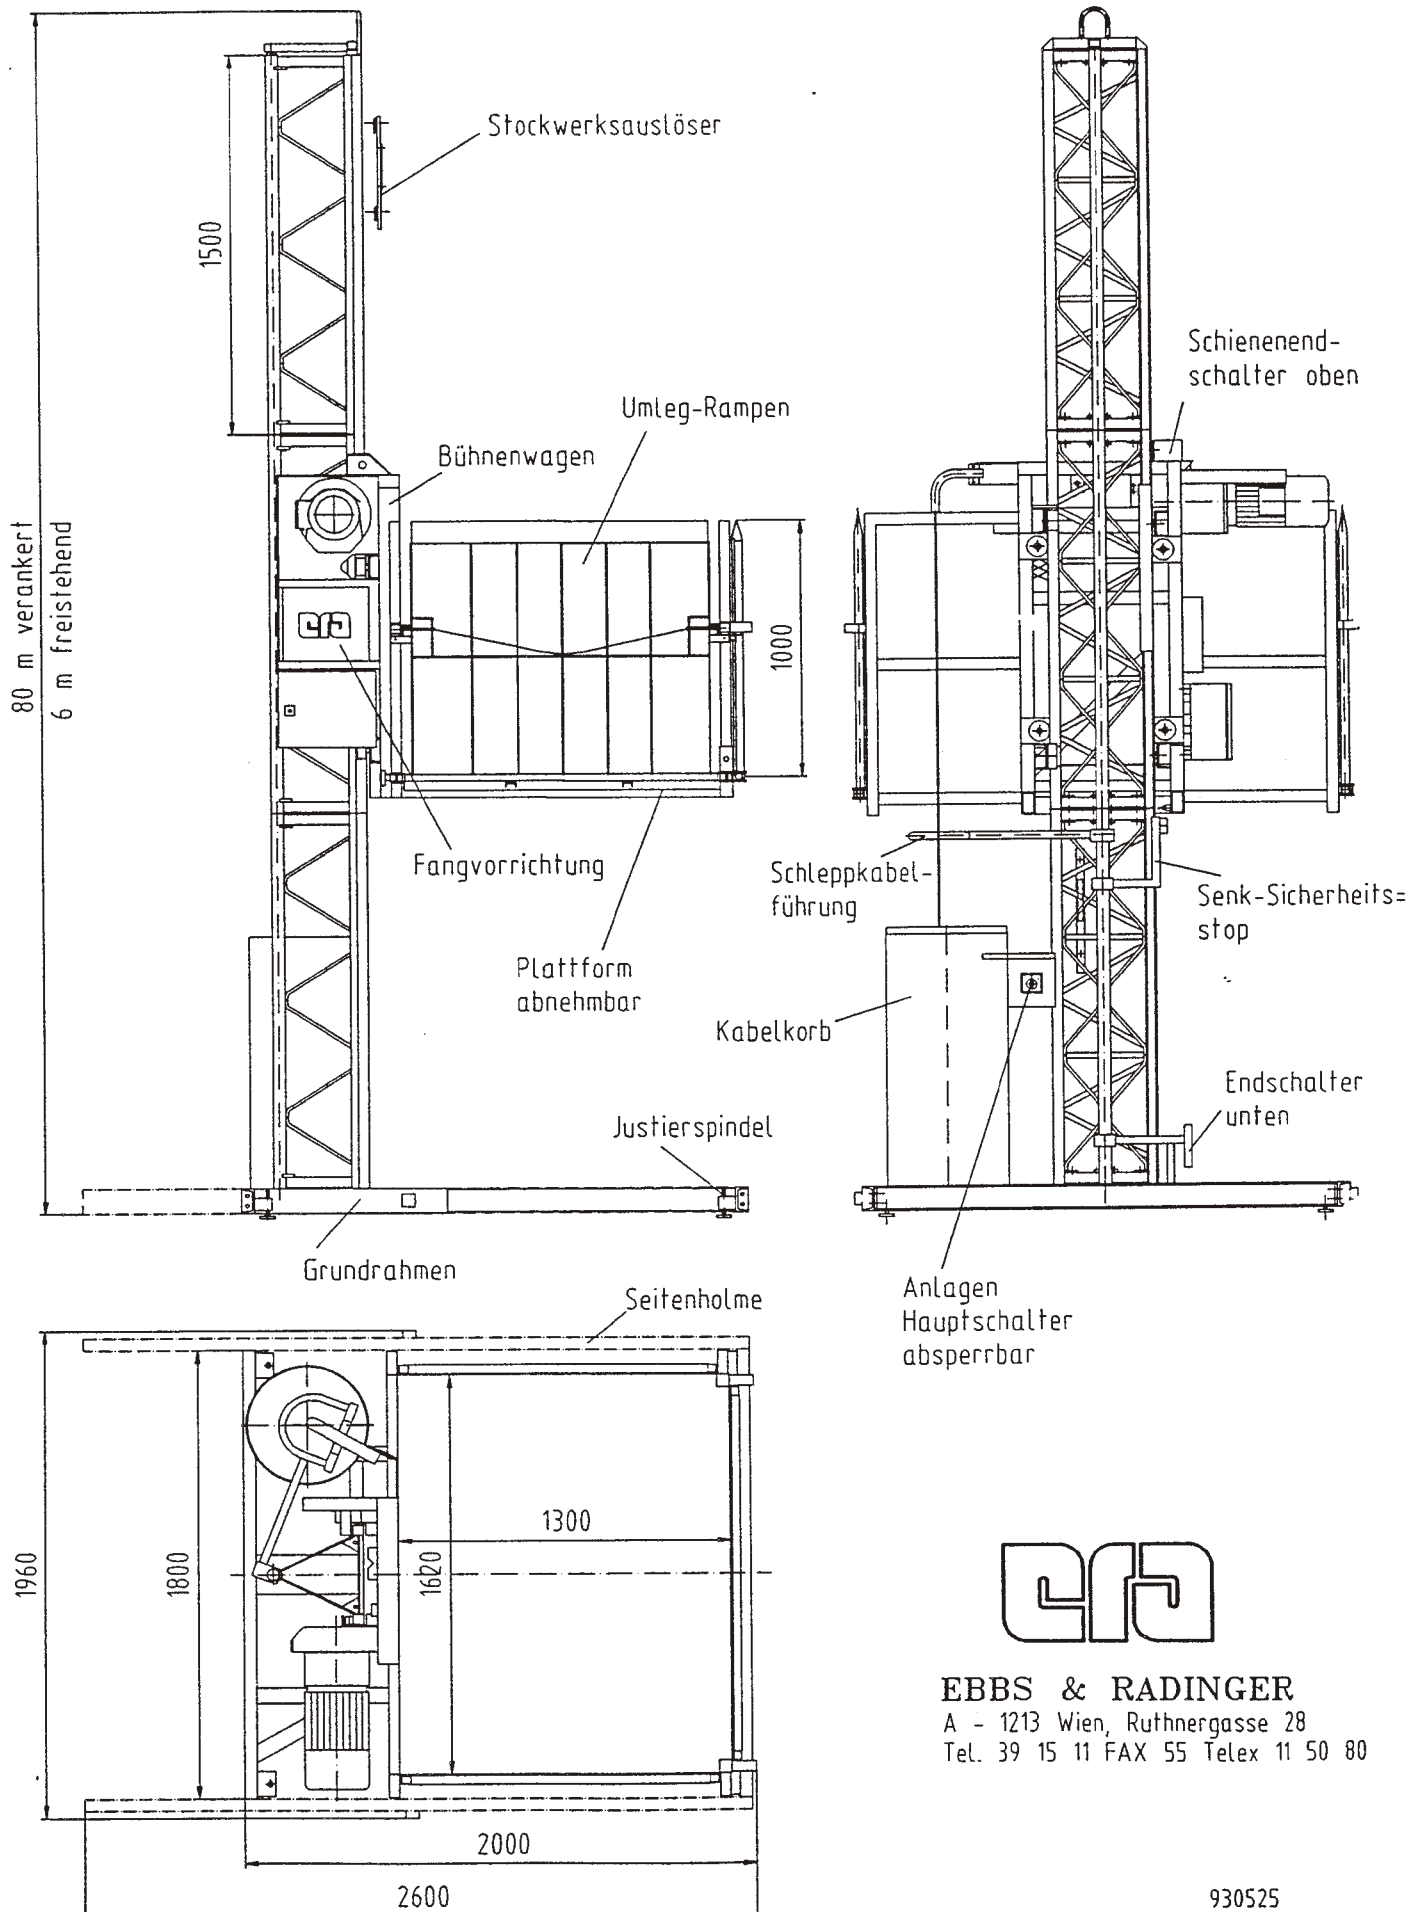 Stockwerksauslöser
1500
Umleg-Rampen
Bühnenwagen
80 m verankert
6 m freistehend
1000
Fangvorrichtung
Plattform
abnehmbar
Justierspindel
Grundrahmen
Schienenend-
schalter oben
Schleppkabel-
führung
Senk-Sicherheits=
stop
Kabelkorb
Endschalter
unten
Anlagen
Hauptschalter
absperrbar
Seitenholme
1960
1800
1620
1300
2000
2600
era
EBBS & RADINGER
A - 1213 Wien, Ruthnergasse 28
Tel. 39 15 11 FAX 55 Telex 11 50 80
930525